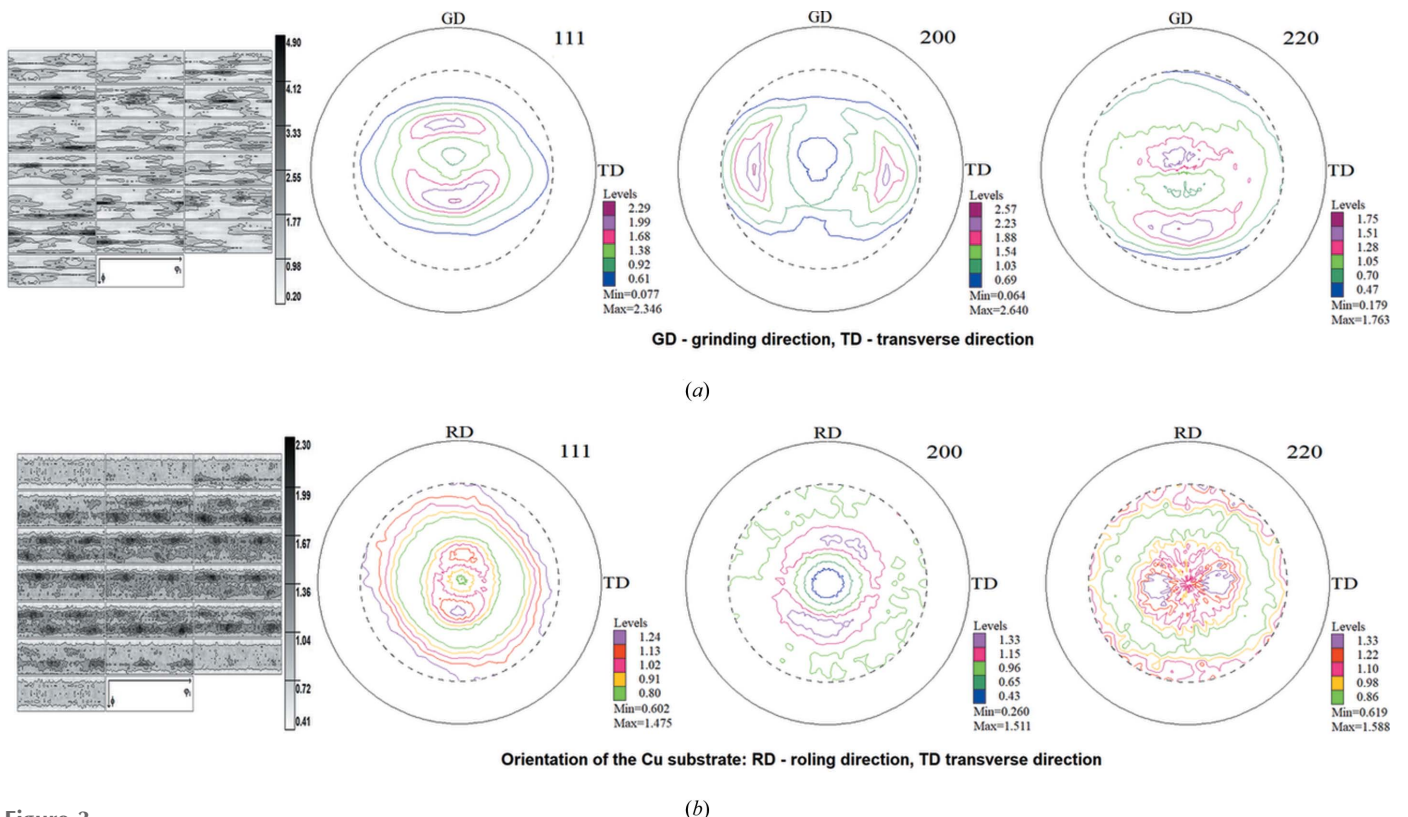 GD
111
GD
200
GD
220
4.90
4.12
3.33
2.55
1.77
0.98
0.20
ϕ
φ₁
TD
Levels
2.29
1.99
1.68
1.38
0.92
0.61
Min=0.077
Max=2.346
TD
Levels
2.57
2.23
1.88
1.54
1.03
0.69
Min=0.064
Max=2.640
TD
Levels
1.75
1.51
1.28
1.05
0.70
0.47
Min=0.179
Max=1.763
GD - grinding direction, TD - transverse direction
(a)
RD
111
RD
200
RD
220
2.30
1.99
1.67
1.36
1.04
0.72
0.41
ϕ
φ₁
TD
Levels
1.24
1.13
1.02
0.91
0.80
Min=0.602
Max=1.475
TD
Levels
1.33
1.15
0.96
0.65
0.43
Min=0.260
Max=1.511
TD
Levels
1.33
1.22
1.10
0.98
0.86
Min=0.619
Max=1.588
Orientation of the Cu substrate: RD - roling direction, TD transverse direction
(b)